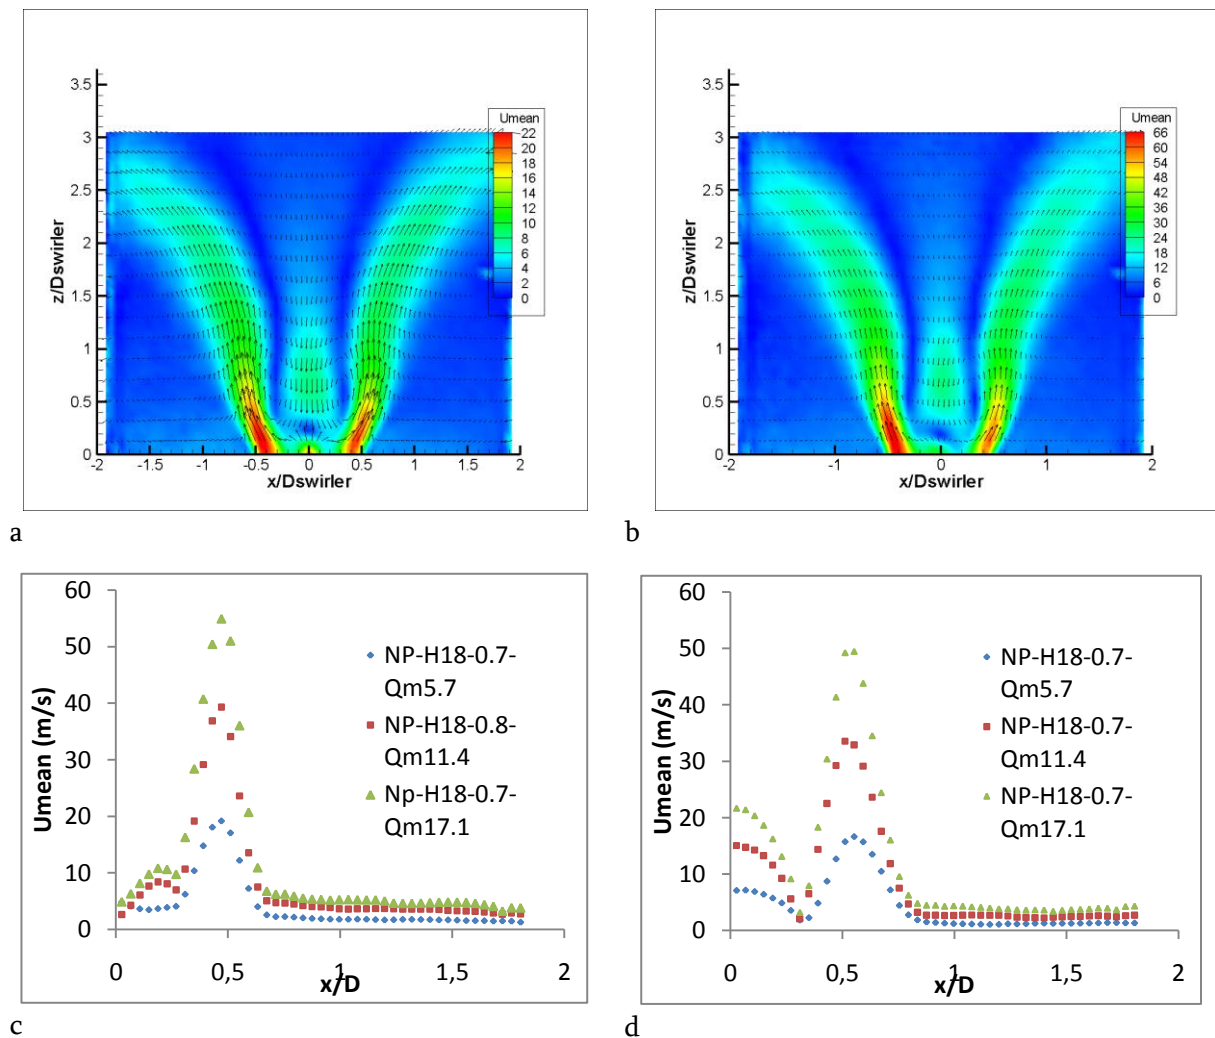 Umean
22
20
18
16
14
12
10
8
6
4
2
0
3.5
3
2.5
2
1.5
1
0.5
0
z/Dswirler
-2 -1.5 -1 -0.5 0 0.5 1 1.5 2
x/Dswirler
a
Umean
66
60
54
48
42
36
30
24
18
12
6
0
3.5
3
2.5
2
1.5
1
0.5
0
z/Dswirler
-2 -1 0 1 2
x/Dswirler
b
60
50
40
30
20
10
0
Umean (m/s)
0 0,5 1 1,5 2
x/D
NP-H18-0.7-
Qm5.7
NP-H18-0.8-
Qm11.4
Np-H18-0.7-
Qm17.1
c
60
50
40
30
20
10
0
Umean (m/s)
0 0,5 1 1,5 2
x/D
NP-H18-0.7-
Qm5.7
NP-H18-0.7-
Qm11.4
NP-H18-0.7-
Qm17.1
d